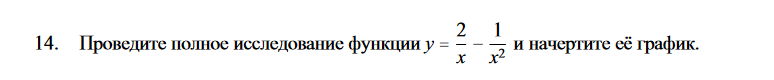 14. Проведите полное исследование функции y = 2/x − 1/x² и начертите её график.